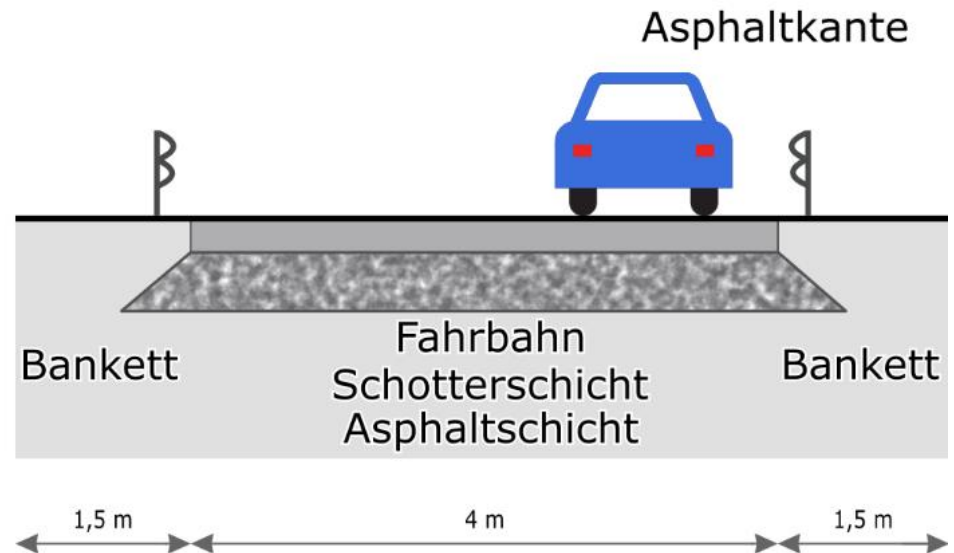 Asphaltkante
Bankett
Fahrbahn
Schotterschicht
Asphaltschicht
Bankett
1,5 m
4 m
1,5 m